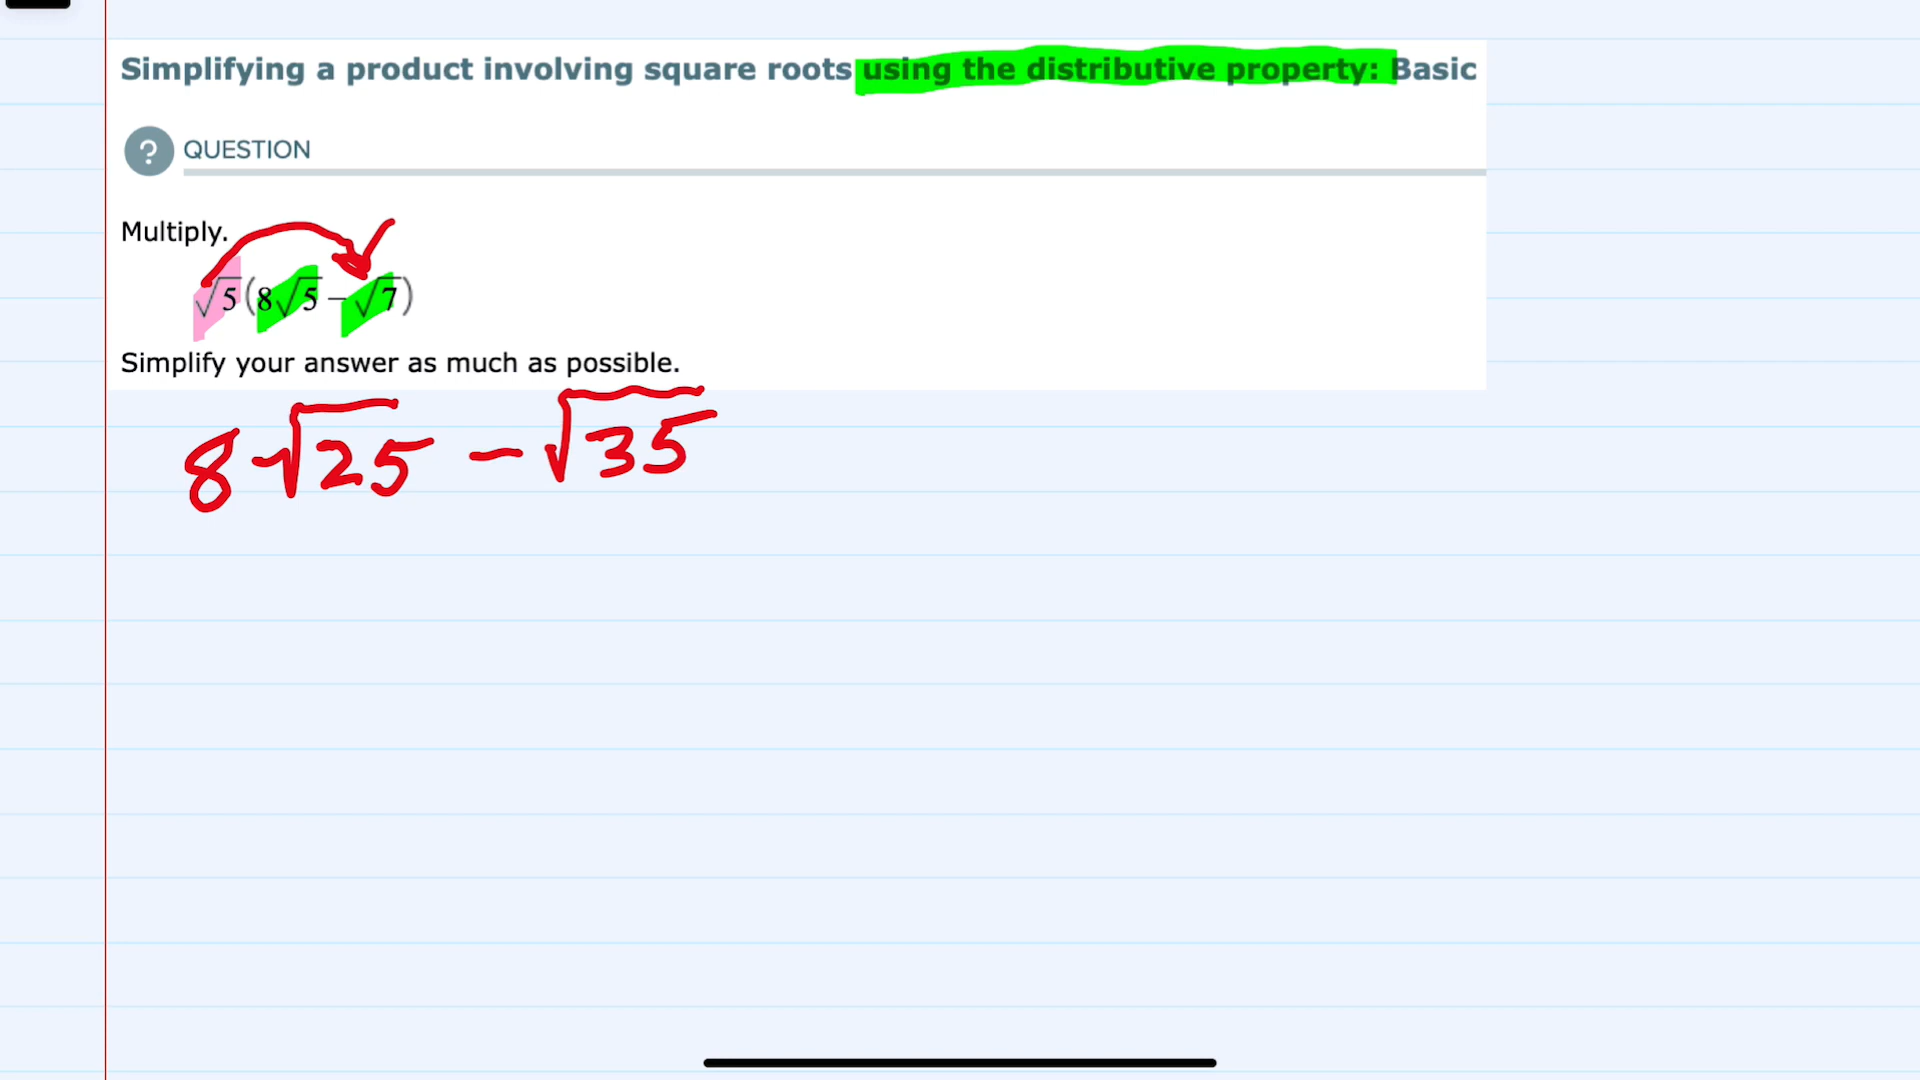 Simplifying a product involving square roots using the distributive property: Basic
? QUESTION
Multiply.
√5(8√5−√7)
Simplify your answer as much as possible.
8√25 − √35